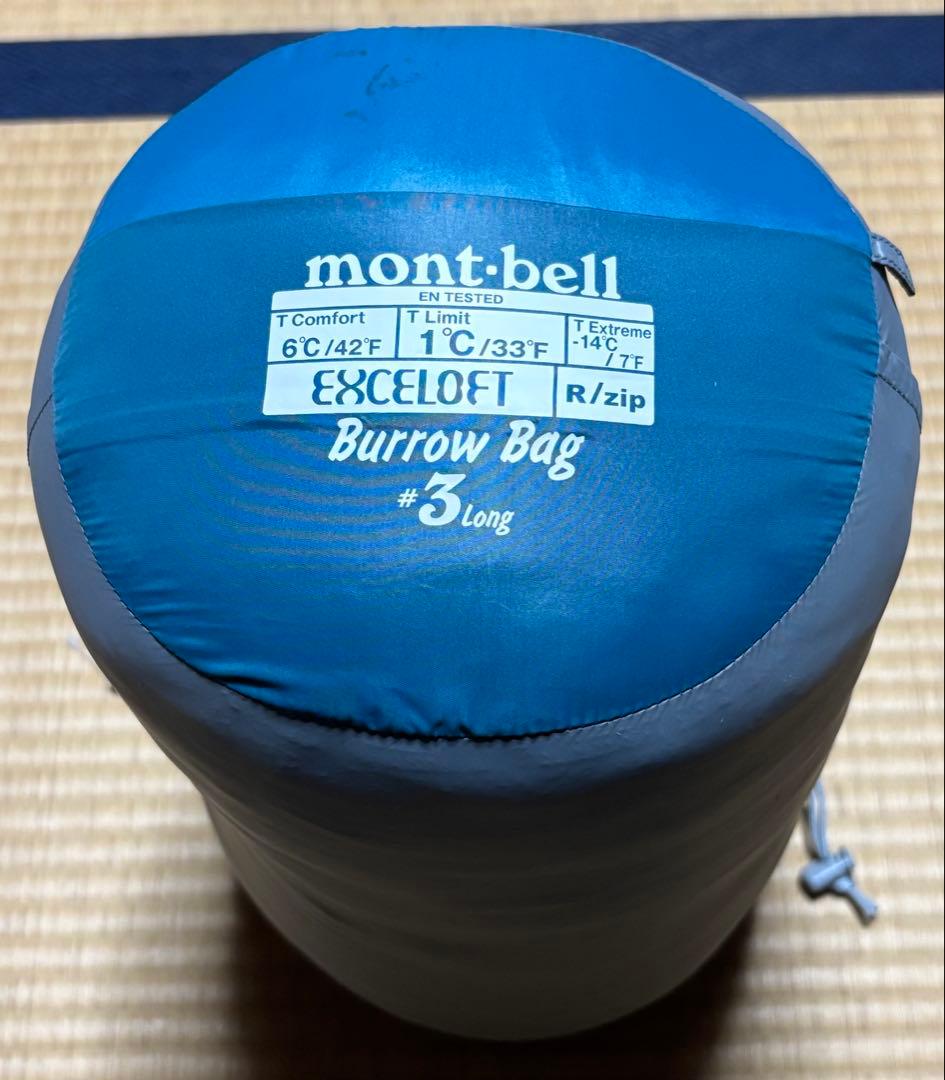 mont·bell
EN TESTED
T Comfort
6°C/42°F
T Limit
1°C/33°F
T Extreme
-14°C
/ 7°F
EXCELOFT
R/zip
Burrow Bag
#3 Long